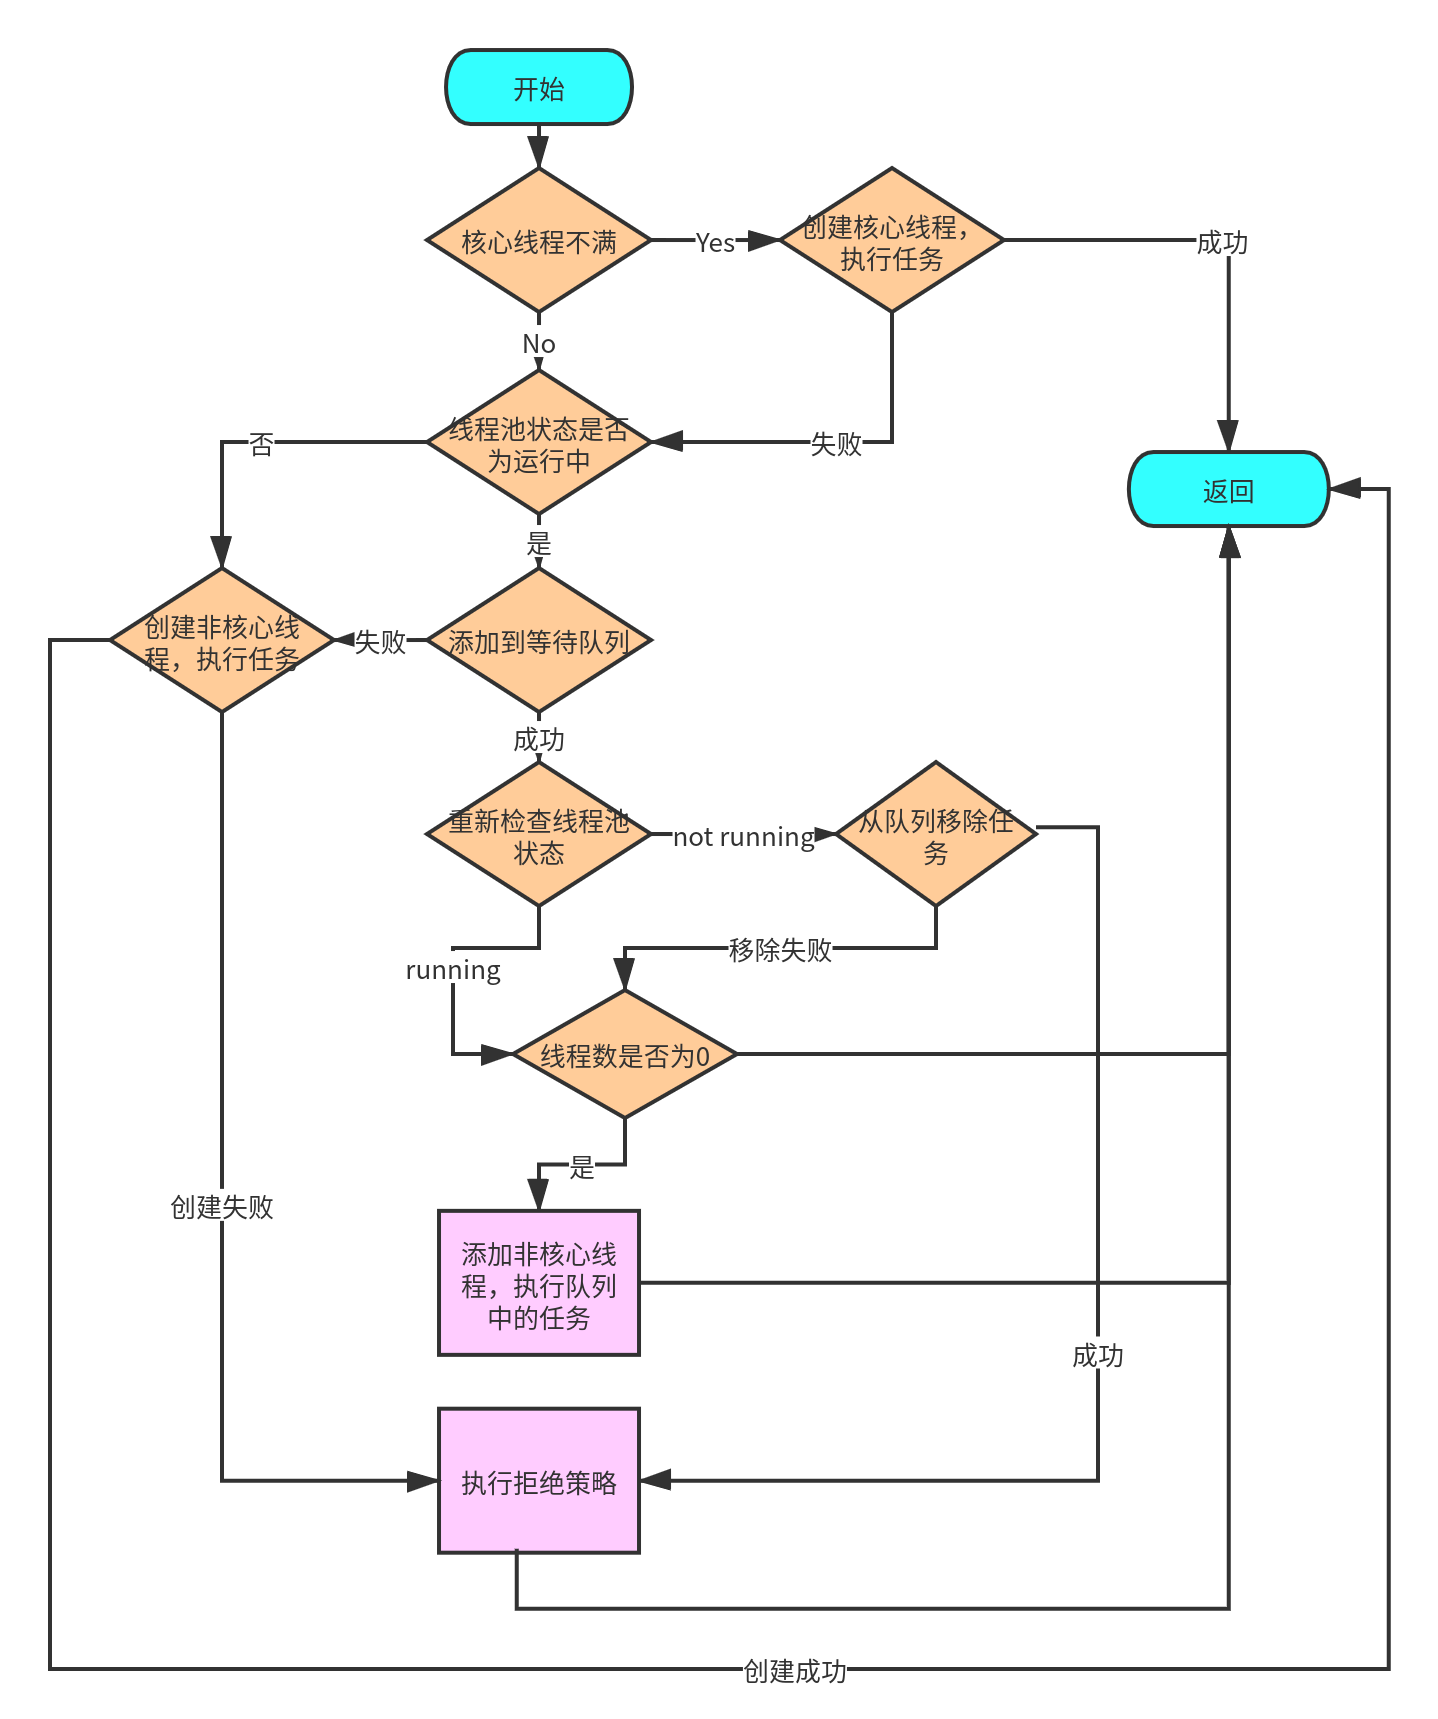 开始
核心线程不满
Yes
创建核心线程，
执行任务
成功
No
线程池状态是否
为运行中
否
失败
返回
是
创建非核心线
程，执行任务
失败
添加到等待队列
成功
重新检查线程池
状态
not running
从队列移除任
务
running
移除失败
线程数是否为0
是
创建失败
添加非核心线
程，执行队列
中的任务
成功
执行拒绝策略
创建成功